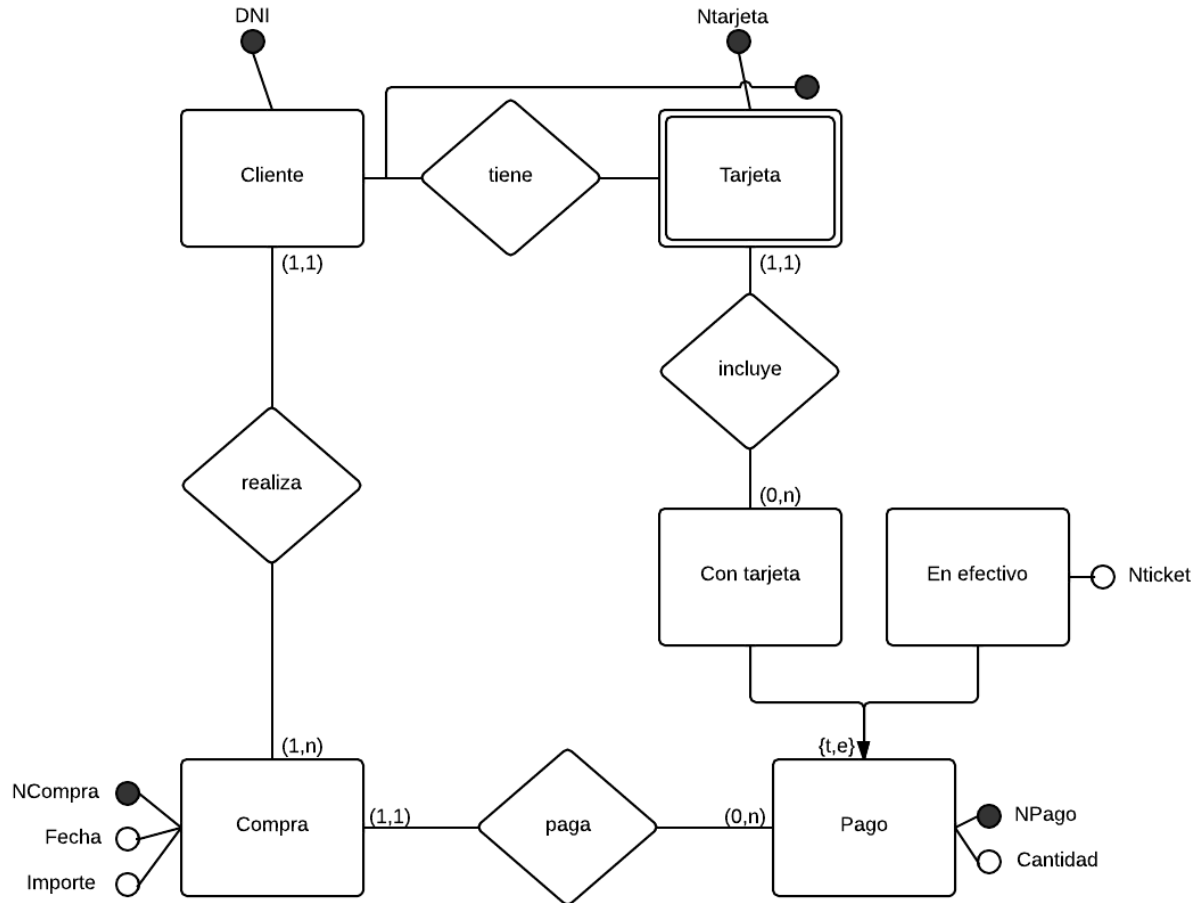 DNI
Ntarjeta
Cliente
tiene
Tarjeta
(1,1)
(1,1)
incluye
realiza
(0,n)
Con tarjeta
En efectivo
Nticket
(1,n)
{t,e}
NCompra
Fecha
Importe
Compra
(1,1)
paga
(0,n)
Pago
NPago
Cantidad